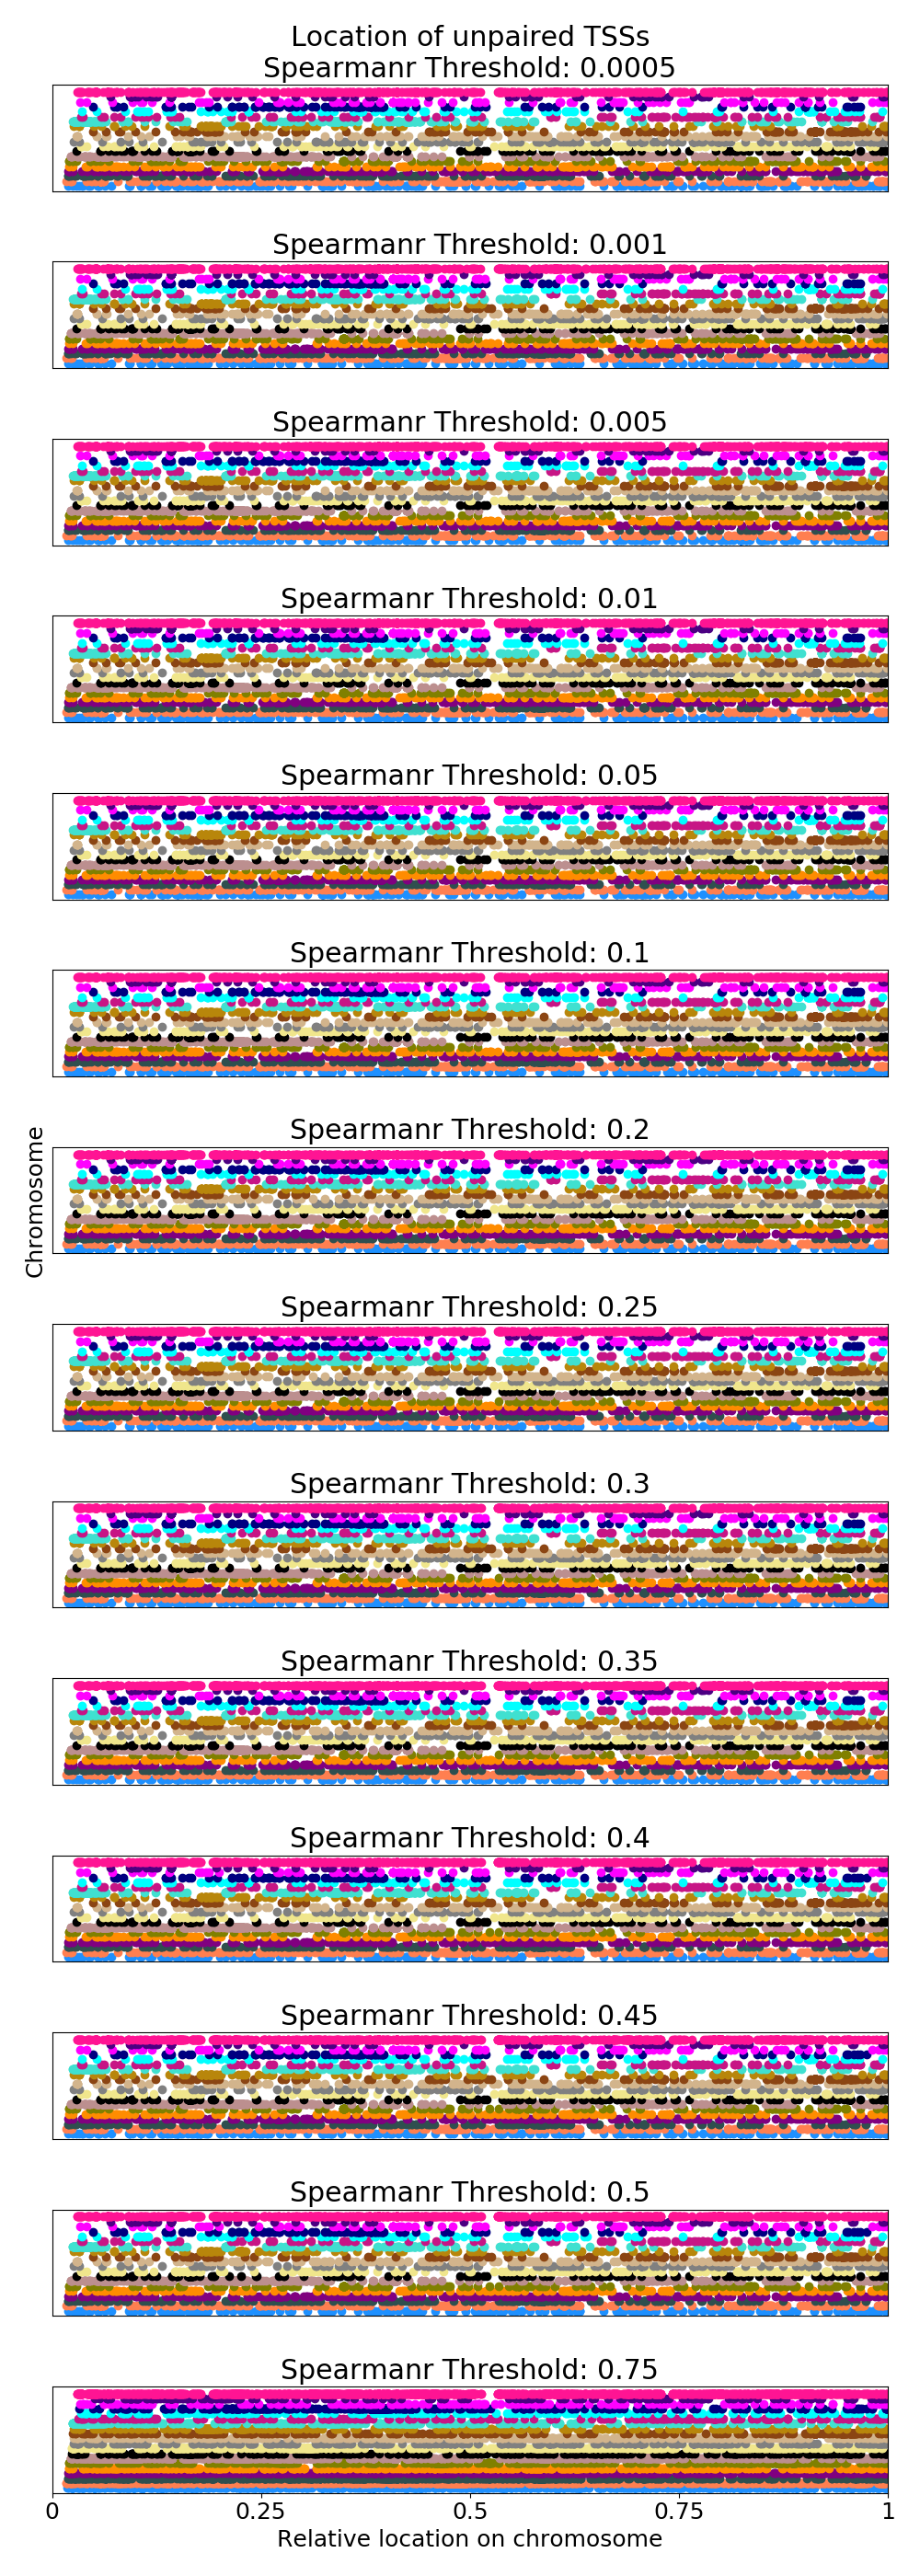 Location of unpaired TSSs
Spearmanr Threshold: 0.0005
Spearmanr Threshold: 0.001
Spearmanr Threshold: 0.005
Spearmanr Threshold: 0.01
Spearmanr Threshold: 0.05
Spearmanr Threshold: 0.1
Spearmanr Threshold: 0.2
Chromosome
Spearmanr Threshold: 0.25
Spearmanr Threshold: 0.3
Spearmanr Threshold: 0.35
Spearmanr Threshold: 0.4
Spearmanr Threshold: 0.45
Spearmanr Threshold: 0.5
Spearmanr Threshold: 0.75
0 0.25 0.5 0.75 1
Relative location on chromosome